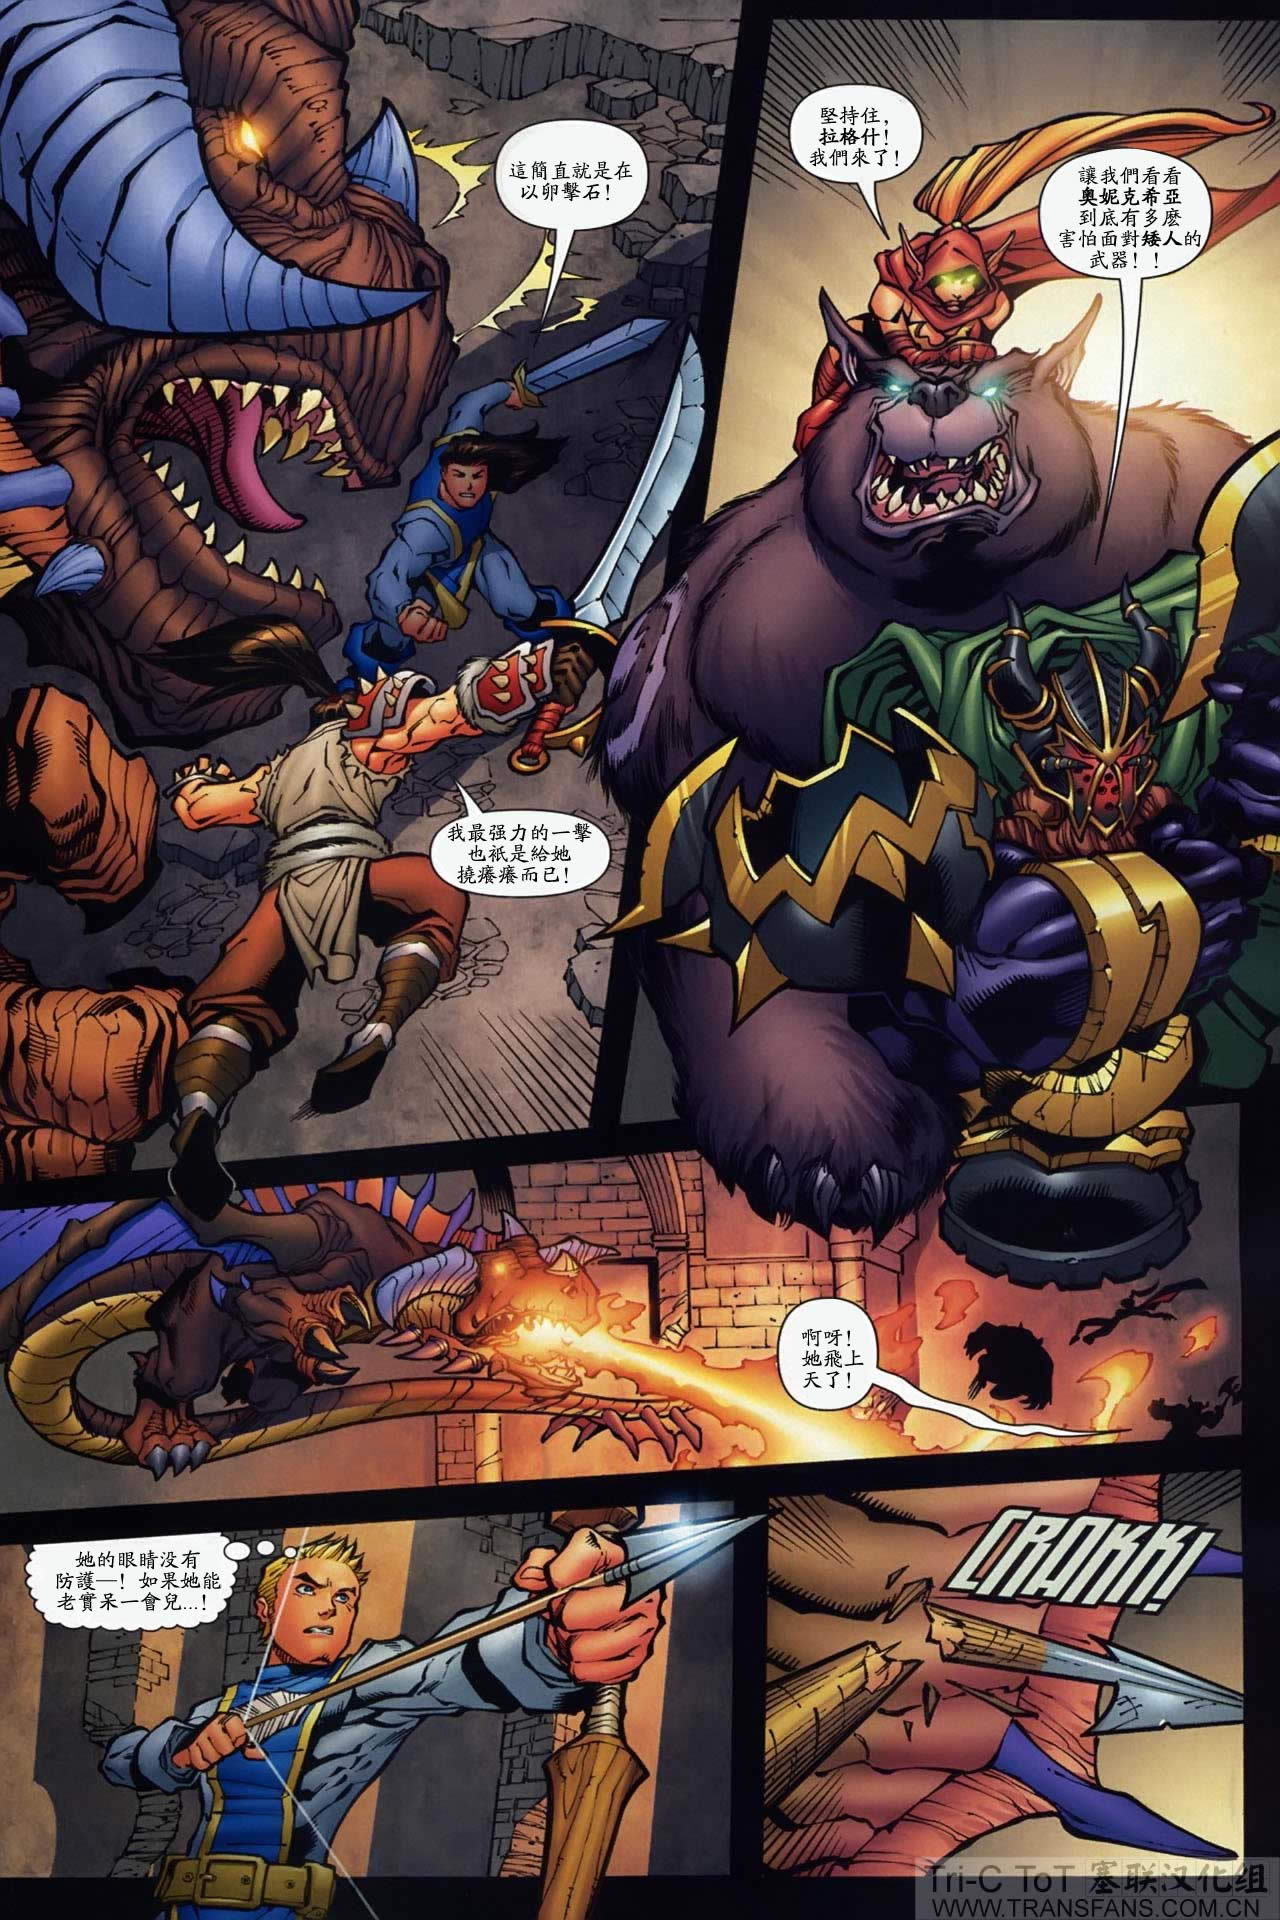 這簡直就是在
以卵擊石！
我最强力的一擊
也祇是給她
撓癢癢而已！
堅持住，
拉格什！
我們來了！
讓我們看看
奥妮克希亞
到底有多麽
害怕面對矮人的
武器！！
啊呀！
她飛上
天了！
她的眼睛没有
防護—！如果她能
老實呆一會兒...！
CRAKK!
Tri-C ToT 塞联汉化组
WWW.TRANSFANS.COM.CN